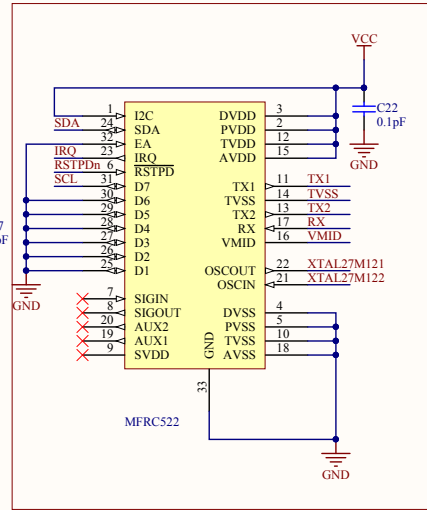 VCC
C22
0.1pF
GND
1 I2C DVDD 3
SDA 24 SDA PVDD 2
32 EA TVDD 12
IRQ 23 IRQ AVDD 15
RSTPDn 6 RSTPD
SCL 31 D7 TX1 11 TX1
30 D6 TVSS 14 TVSS
29 D5 TX2 13 TX2
28 D4 RX 17 RX
27 D3 VMID 16 VMID
26 D2
25 D1 OSCOUT 22 XTAL27M121
OSCIN 21 XTAL27M122
GND
7 SIGIN DVSS 4
8 SIGOUT PVSS 5
20 AUX2 TVSS 10
19 AUX1 AVSS 18
9 SVDD GND
33
MFRC522
GND